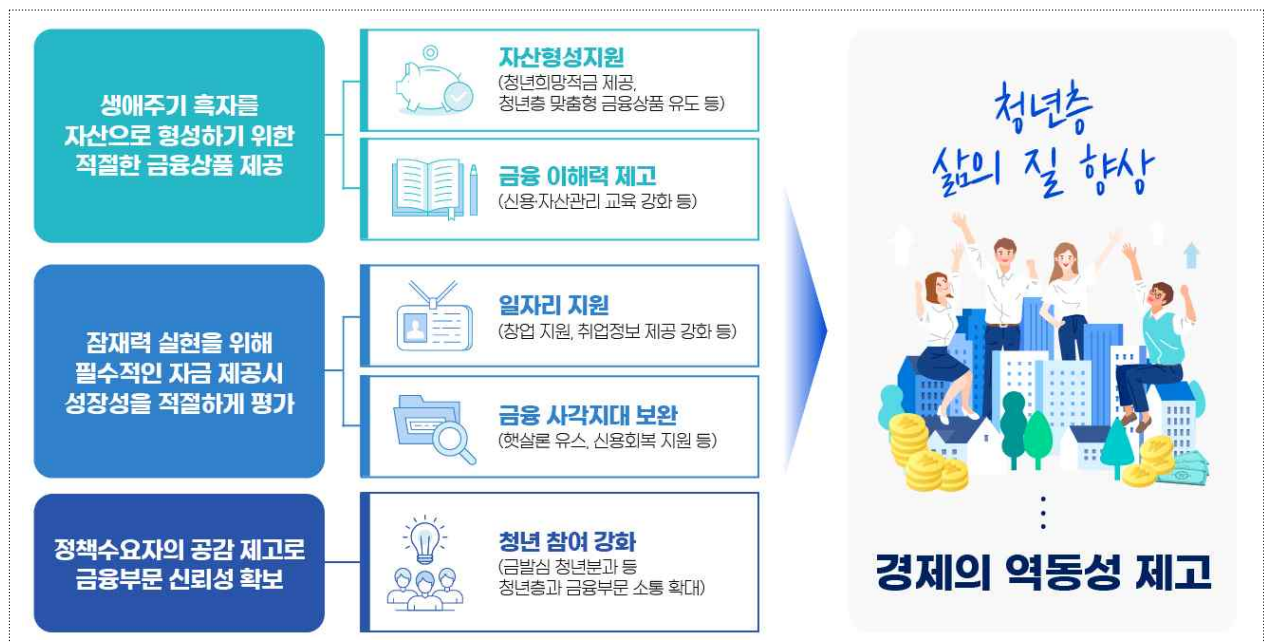 생애주기 흑자를
자산으로 형성하기 위한
적절한 금융상품 제공
자산형성지원
(청년희망적금 제공,
청년층 맞춤형 금융상품 유도 등)
금융 이해력 제고
(신용·자산관리 교육 강화 등)
잠재력 실현을 위해
필수적인 자금 제공시
성장성을 적절하게 평가
일자리 지원
(창업 지원, 취업정보 제공 강화 등)
금융 사각지대 보완
(햇살론 유스, 신용회복 지원 등)
정책수요자의 공감 제고로
금융부문 신뢰성 확보
청년 참여 강화
(금발심 청년분과 등
청년층과 금융부문 소통 확대)
청년층
삶의 질 향상
경제의 역동성 제고